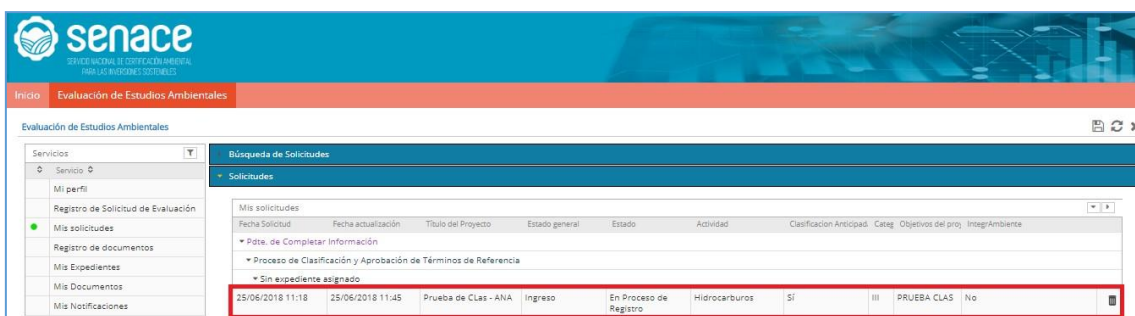 senace
SERVICIO NACIONAL DE CERTIFICACIÓN AMBIENTAL
PARA LAS INVERSIONES SOSTENIBLES
Inicio Evaluación de Estudios Ambientales
Evaluación de Estudios Ambientales
Servicios
Servicio
Mi perfil
Registro de Solicitud de Evaluación
Mis solicitudes
Registro de documentos
Mis Expedientes
Mis Documentos
Mis Notificaciones
Búsqueda de Solicitudes
Solicitudes
Mis solicitudes
Fecha Solicitud Fecha actualización Título del Proyecto Estado general Estado Actividad Clasificacion Anticipad. Categ Objetivos del proy IntegrAmbiente
Pdte. de Completar Información
Proceso de Clasificación y Aprobación de Términos de Referencia
Sin expediente asignado
25/06/2018 11:18 25/06/2018 11:45 Prueba de CLas - ANA Ingreso En Proceso de Hidrocarburos Sí III PRUEBA CLAS No
Registro